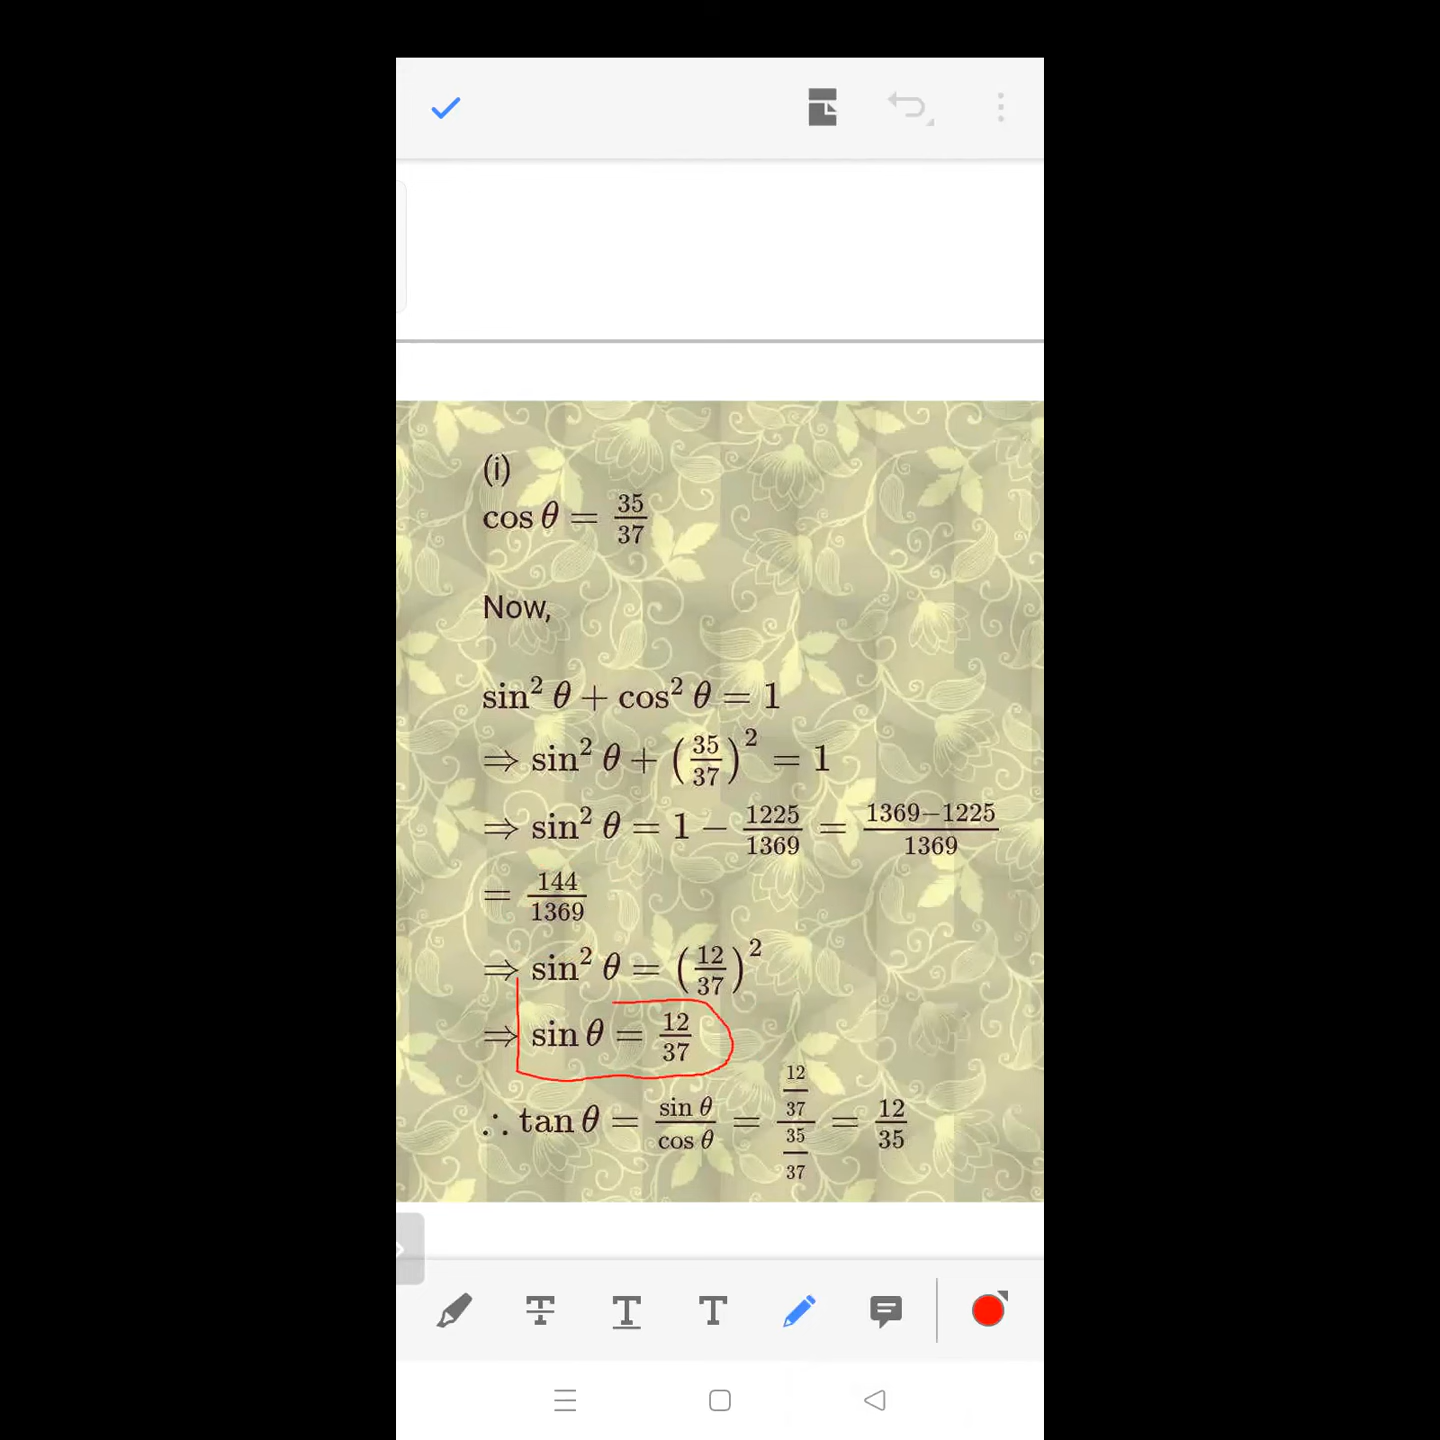 (i)
cos θ = 35/37
Now,
sin² θ + cos² θ = 1
⇒ sin² θ + (35/37)² = 1
⇒ sin² θ = 1 − 1225/1369 = 1369−1225/1369
= 144/1369
⇒ sin² θ = (12/37)²
⇒ sin θ = 12/37
∴ tan θ = sin θ/cos θ = 12/37/35/37 = 12/35